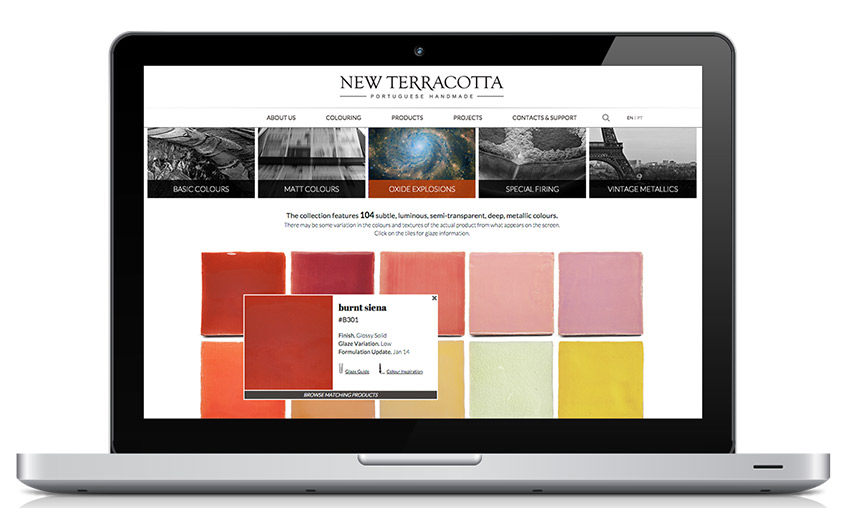 NEW TERRACOTTA
PORTUGUESE HANDMADE
ABOUT US COLOURING PRODUCTS PROJECTS CONTACTS & SUPPORT EN | PT
BASIC COLOURS MATT COLOURS OXIDE EXPLOSIONS SPECIAL FIRING VINTAGE METALLICS
The collection features 104 subtle, luminous, semi-transparent, deep, metallic colours.
There may be some variation in the colours and textures of the actual product from what appears on the screen.
Click on the tiles for glaze information.
burnt siena
#B301
Finish. Glossy Solid
Glaze Variation. Low
Formulation Update. Jan 14
Glaze Guide Colour Inspiration
BROWSE MATCHING PRODUCTS